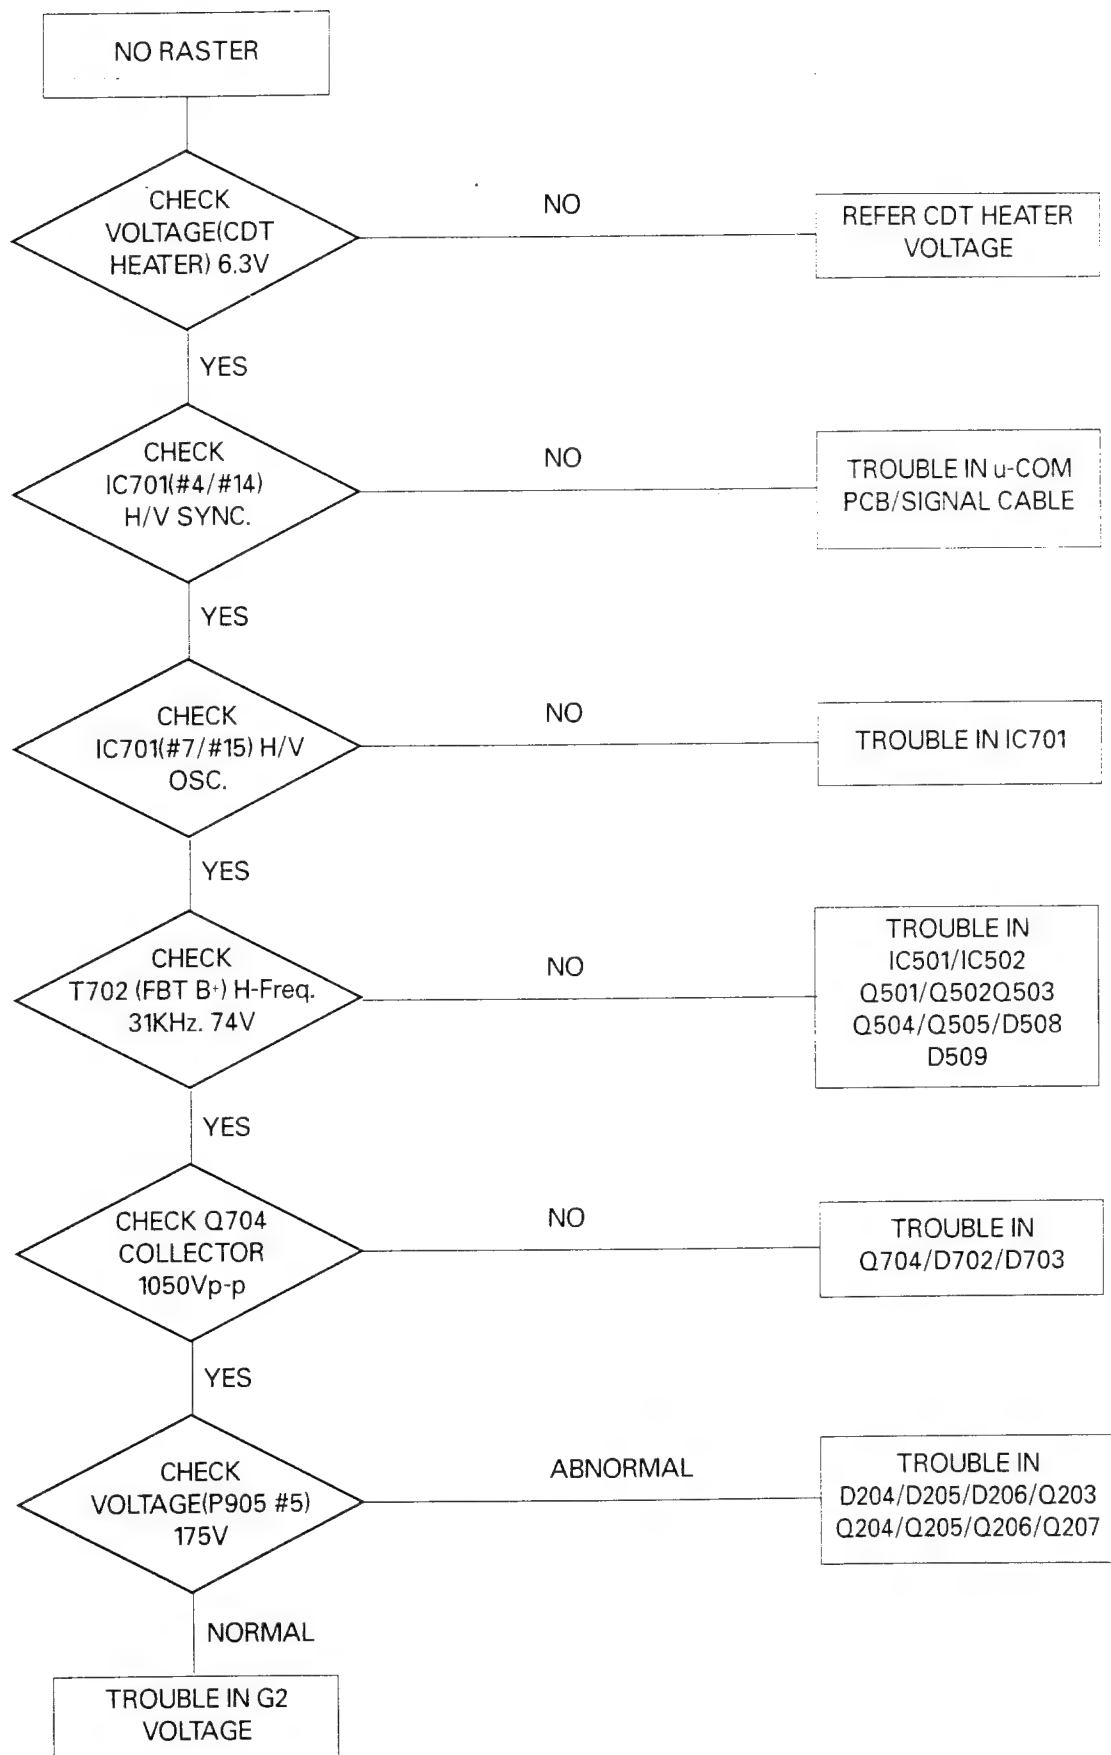 NO RASTER
CHECK
VOLTAGE(CDT
HEATER) 6.3V
NO
REFER CDT HEATER
VOLTAGE
YES
CHECK
IC701(#4/#14)
H/V SYNC.
NO
TROUBLE IN u-COM
PCB/SIGNAL CABLE
YES
CHECK
IC701(#7/#15) H/V
OSC.
NO
TROUBLE IN IC701
YES
CHECK
T702 (FBT B+) H-Freq.
31KHz. 74V
NO
TROUBLE IN
IC501/IC502
Q501/Q502Q503
Q504/Q505/D508
D509
YES
CHECK Q704
COLLECTOR
1050Vp-p
NO
TROUBLE IN
Q704/D702/D703
YES
CHECK
VOLTAGE(P905 #5)
175V
ABNORMAL
TROUBLE IN
D204/D205/D206/Q203
Q204/Q205/Q206/Q207
NORMAL
TROUBLE IN G2
VOLTAGE